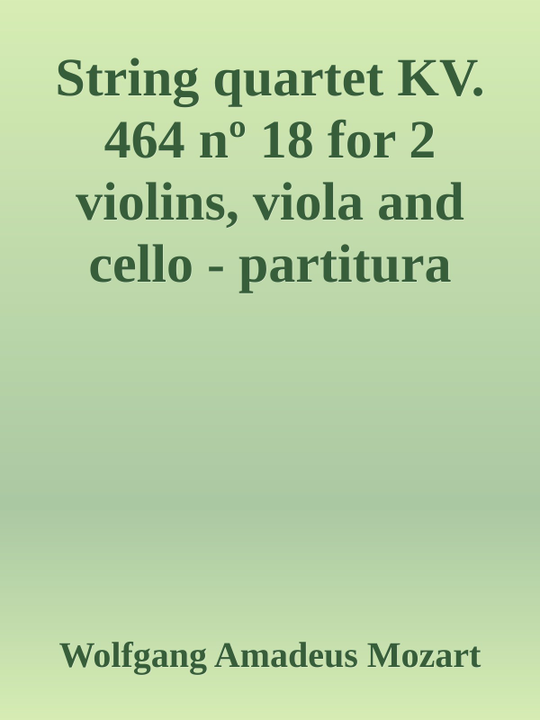 String quartet KV.
464 nº 18 for 2
violins, viola and
cello - partitura
Wolfgang Amadeus Mozart